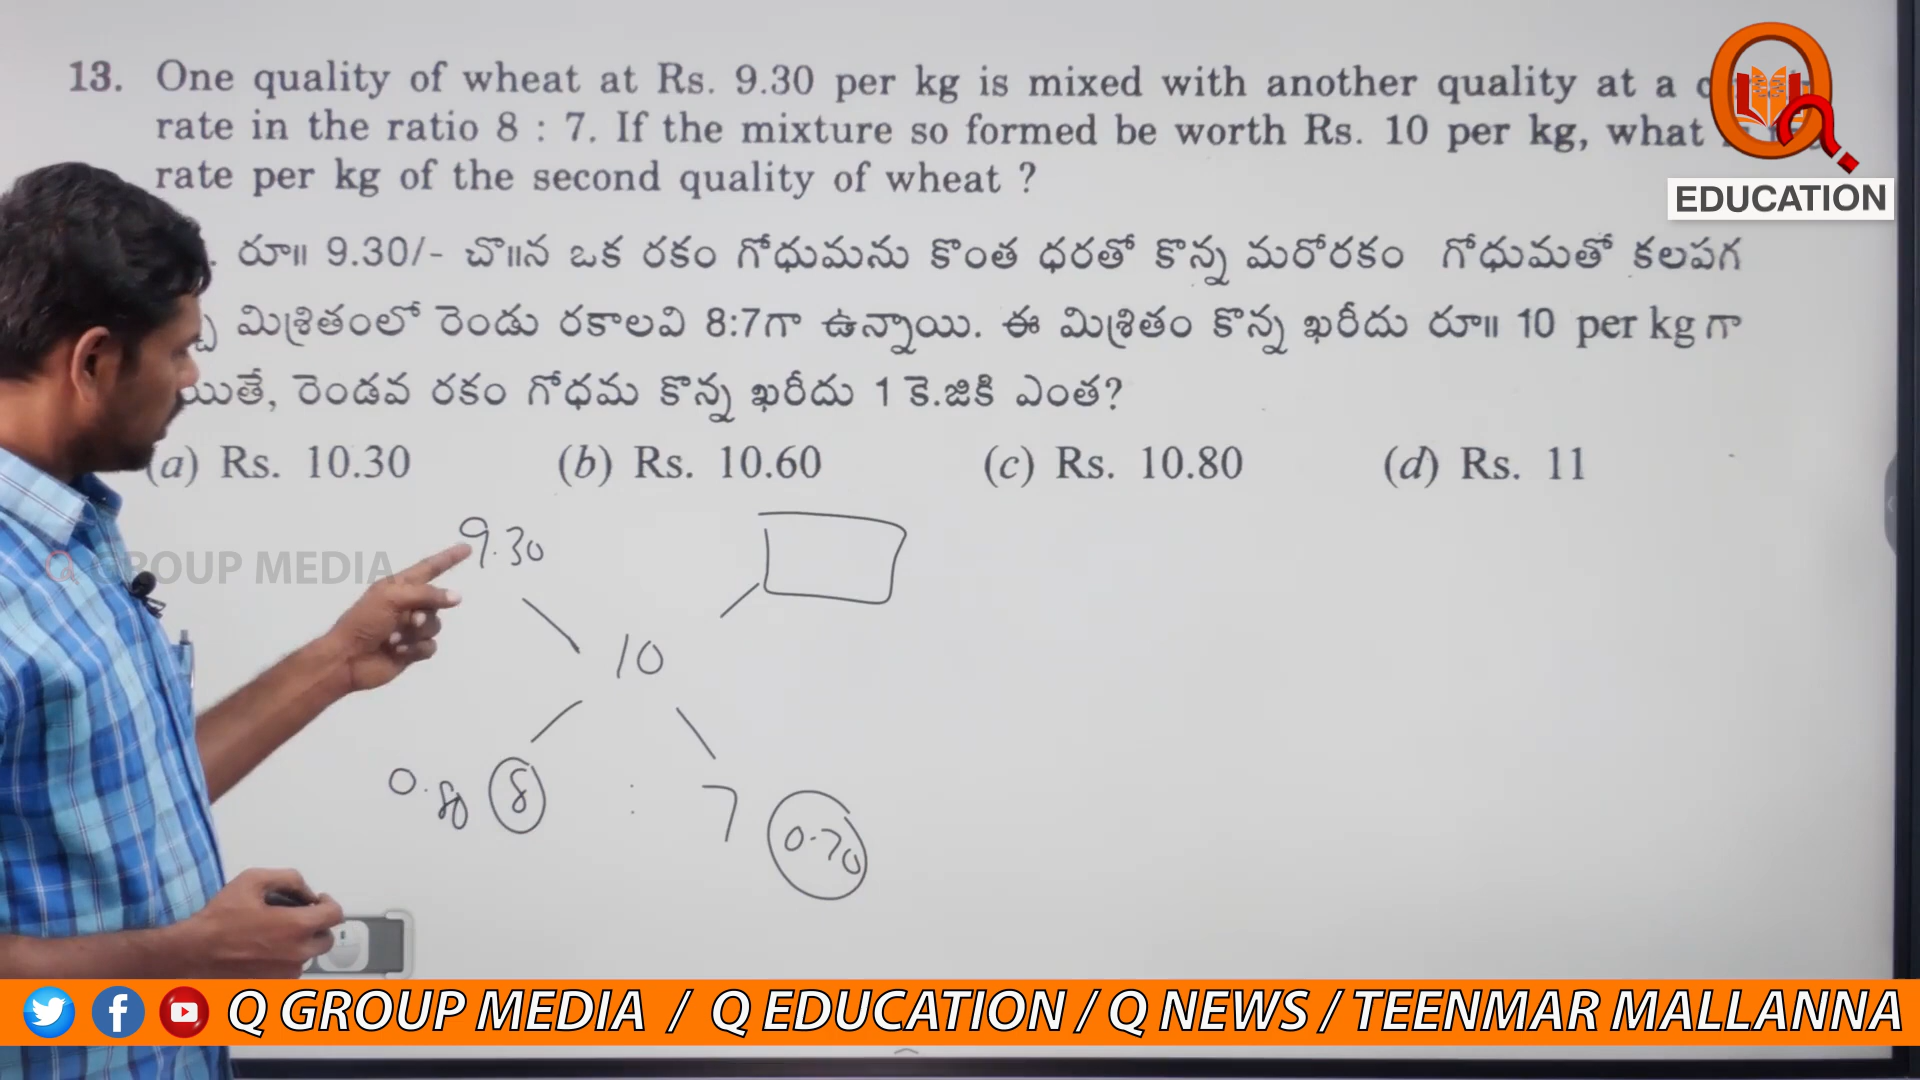 13. One quality of wheat at Rs. 9.30 per kg is mixed with another quality at a
rate in the ratio 8 : 7. If the mixture so formed be worth Rs. 10 per kg, what
rate per kg of the second quality of wheat ?
EDUCATION
రూ॥ 9.30/- చొ॥న ఒక రకం గోధుమను కొంత ధరతో కొన్న మరోరకం గోధుమతో కలపగ
మిశ్రితంలో రెండు రకాలవి 8:7గా ఉన్నాయి. ఈ మిశ్రితం కొన్న ఖరీదు రూ॥ 10 per kg గా
రెండవ రకం గోధమ కొన్న ఖరీదు 1 కె.జికి ఎంత?
(a) Rs. 10.30 (b) Rs. 10.60 (c) Rs. 10.80 (d) Rs. 11
9.30
Q GROUP MEDIA
10
0.80 8 : 7 0.70
Q GROUP MEDIA / Q EDUCATION / Q NEWS / TEENMAR MALLANNA